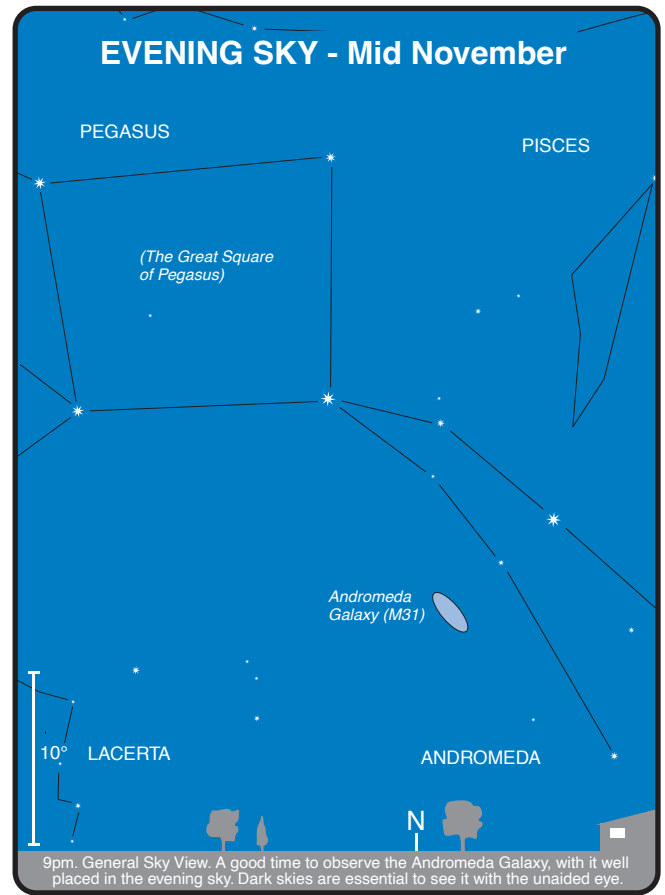 EVENING SKY - Mid November
PEGASUS
PISCES
(The Great Square
of Pegasus)
Andromeda
Galaxy (M31)
10°
LACERTA
ANDROMEDA
N
9pm. General Sky View. A good time to observe the Andromeda Galaxy, with it well
placed in the evening sky. Dark skies are essential to see it with the unaided eye.